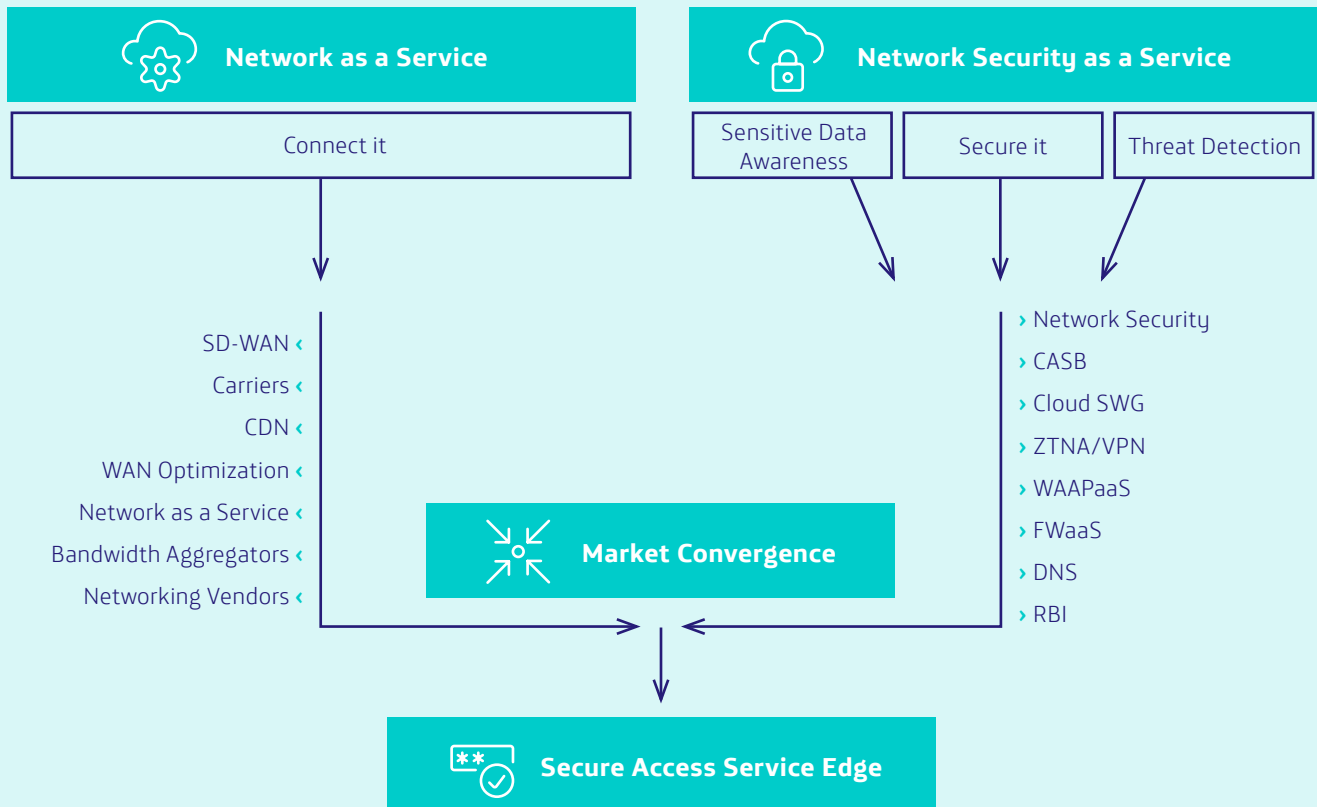 Network as a Service
Connect it
SD-WAN
Carriers
CDN
WAN Optimization
Network as a Service
Bandwidth Aggregators
Networking Vendors
Network Security as a Service
Sensitive Data
Awareness
Secure it
Threat Detection
Network Security
CASB
Cloud SWG
ZTNA/VPN
WAAPaaS
FWaaS
DNS
RBI
Market Convergence
**
Secure Access Service Edge